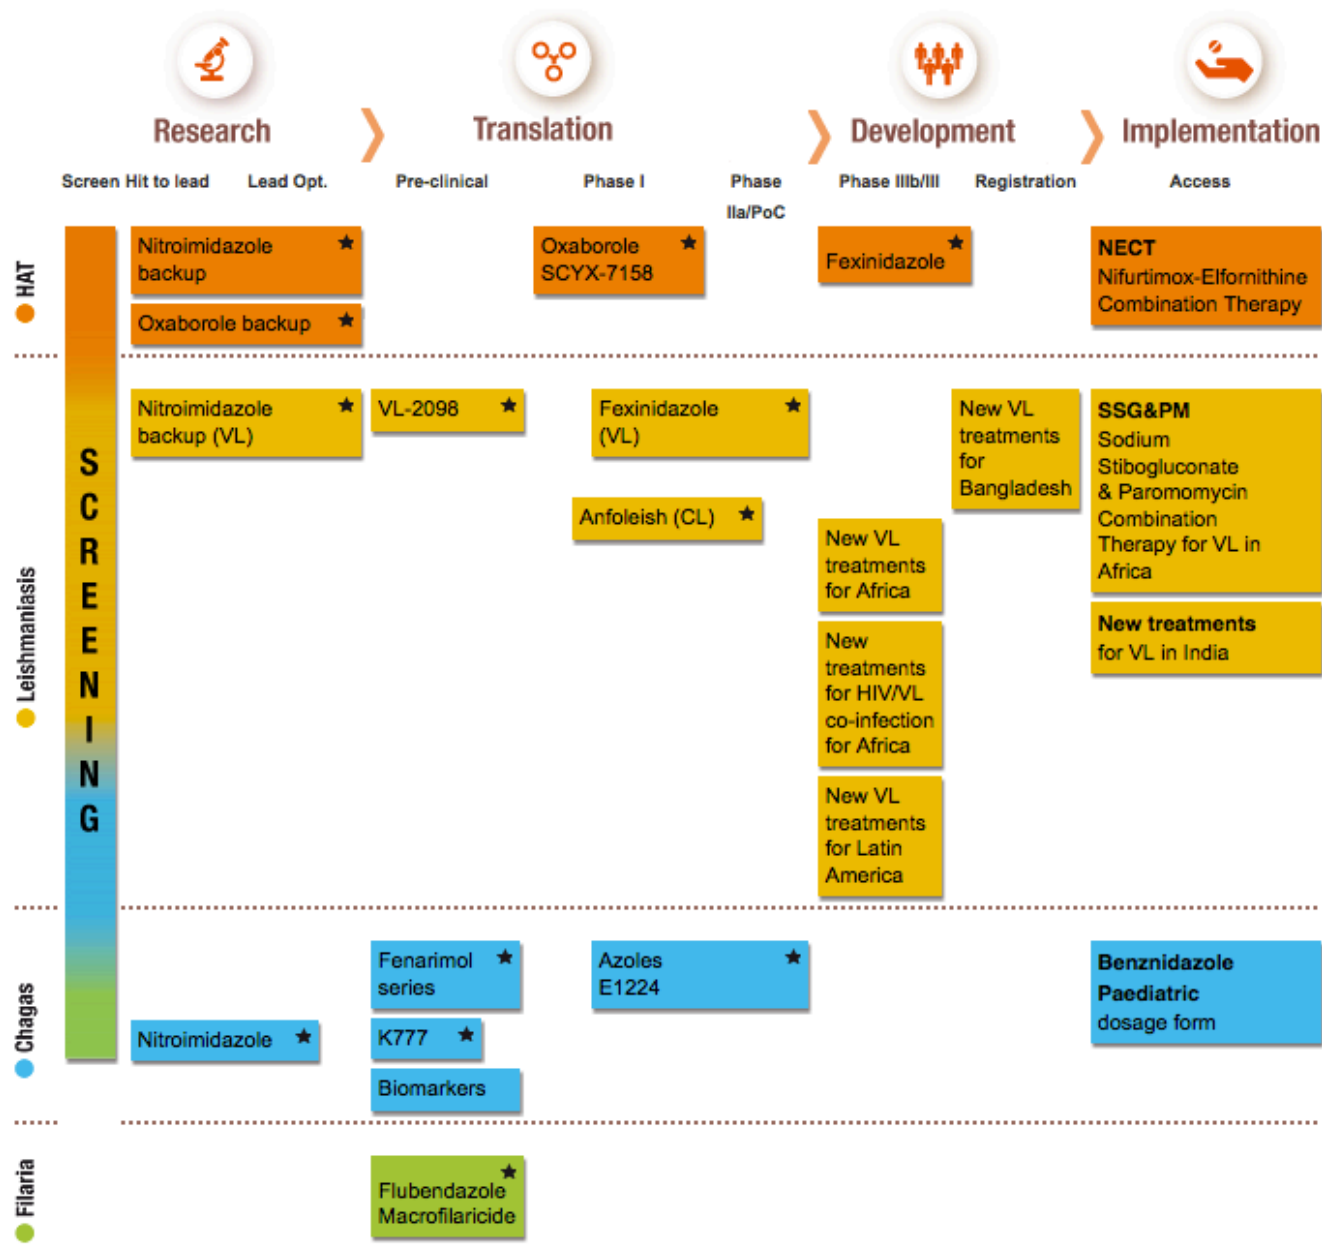 Research
Translation
Development
Implementation
Screen Hit to lead
Lead Opt.
Pre-clinical
Phase I
Phase
IIa/PoC
Phase IIIb/III
Registration
Access
HAT
Nitroimidazole
backup
Oxaborole backup
Oxaborole
SCYX-7158
Fexinidazole
NECT
Nifurtimox-Elfornithine
Combination Therapy
SCREENING
Leishmaniasis
Nitroimidazole
backup (VL)
VL-2098
Fexinidazole
(VL)
Anfoleish (CL)
New VL
treatments
for Africa
New
treatments
for HIV/VL
co-infection
for Africa
New VL
treatments
for Latin
America
New VL
treatments
for
Bangladesh
SSG&PM
Sodium
Stibogluconate
& Paromomycin
Combination
Therapy for VL in
Africa
New treatments
for VL in India
Chagas
Nitroimidazole
Fenarimol
series
K777
Biomarkers
Azoles
E1224
Benznidazole
Paediatric
dosage form
Filaria
Flubendazole
Macrofilaricide